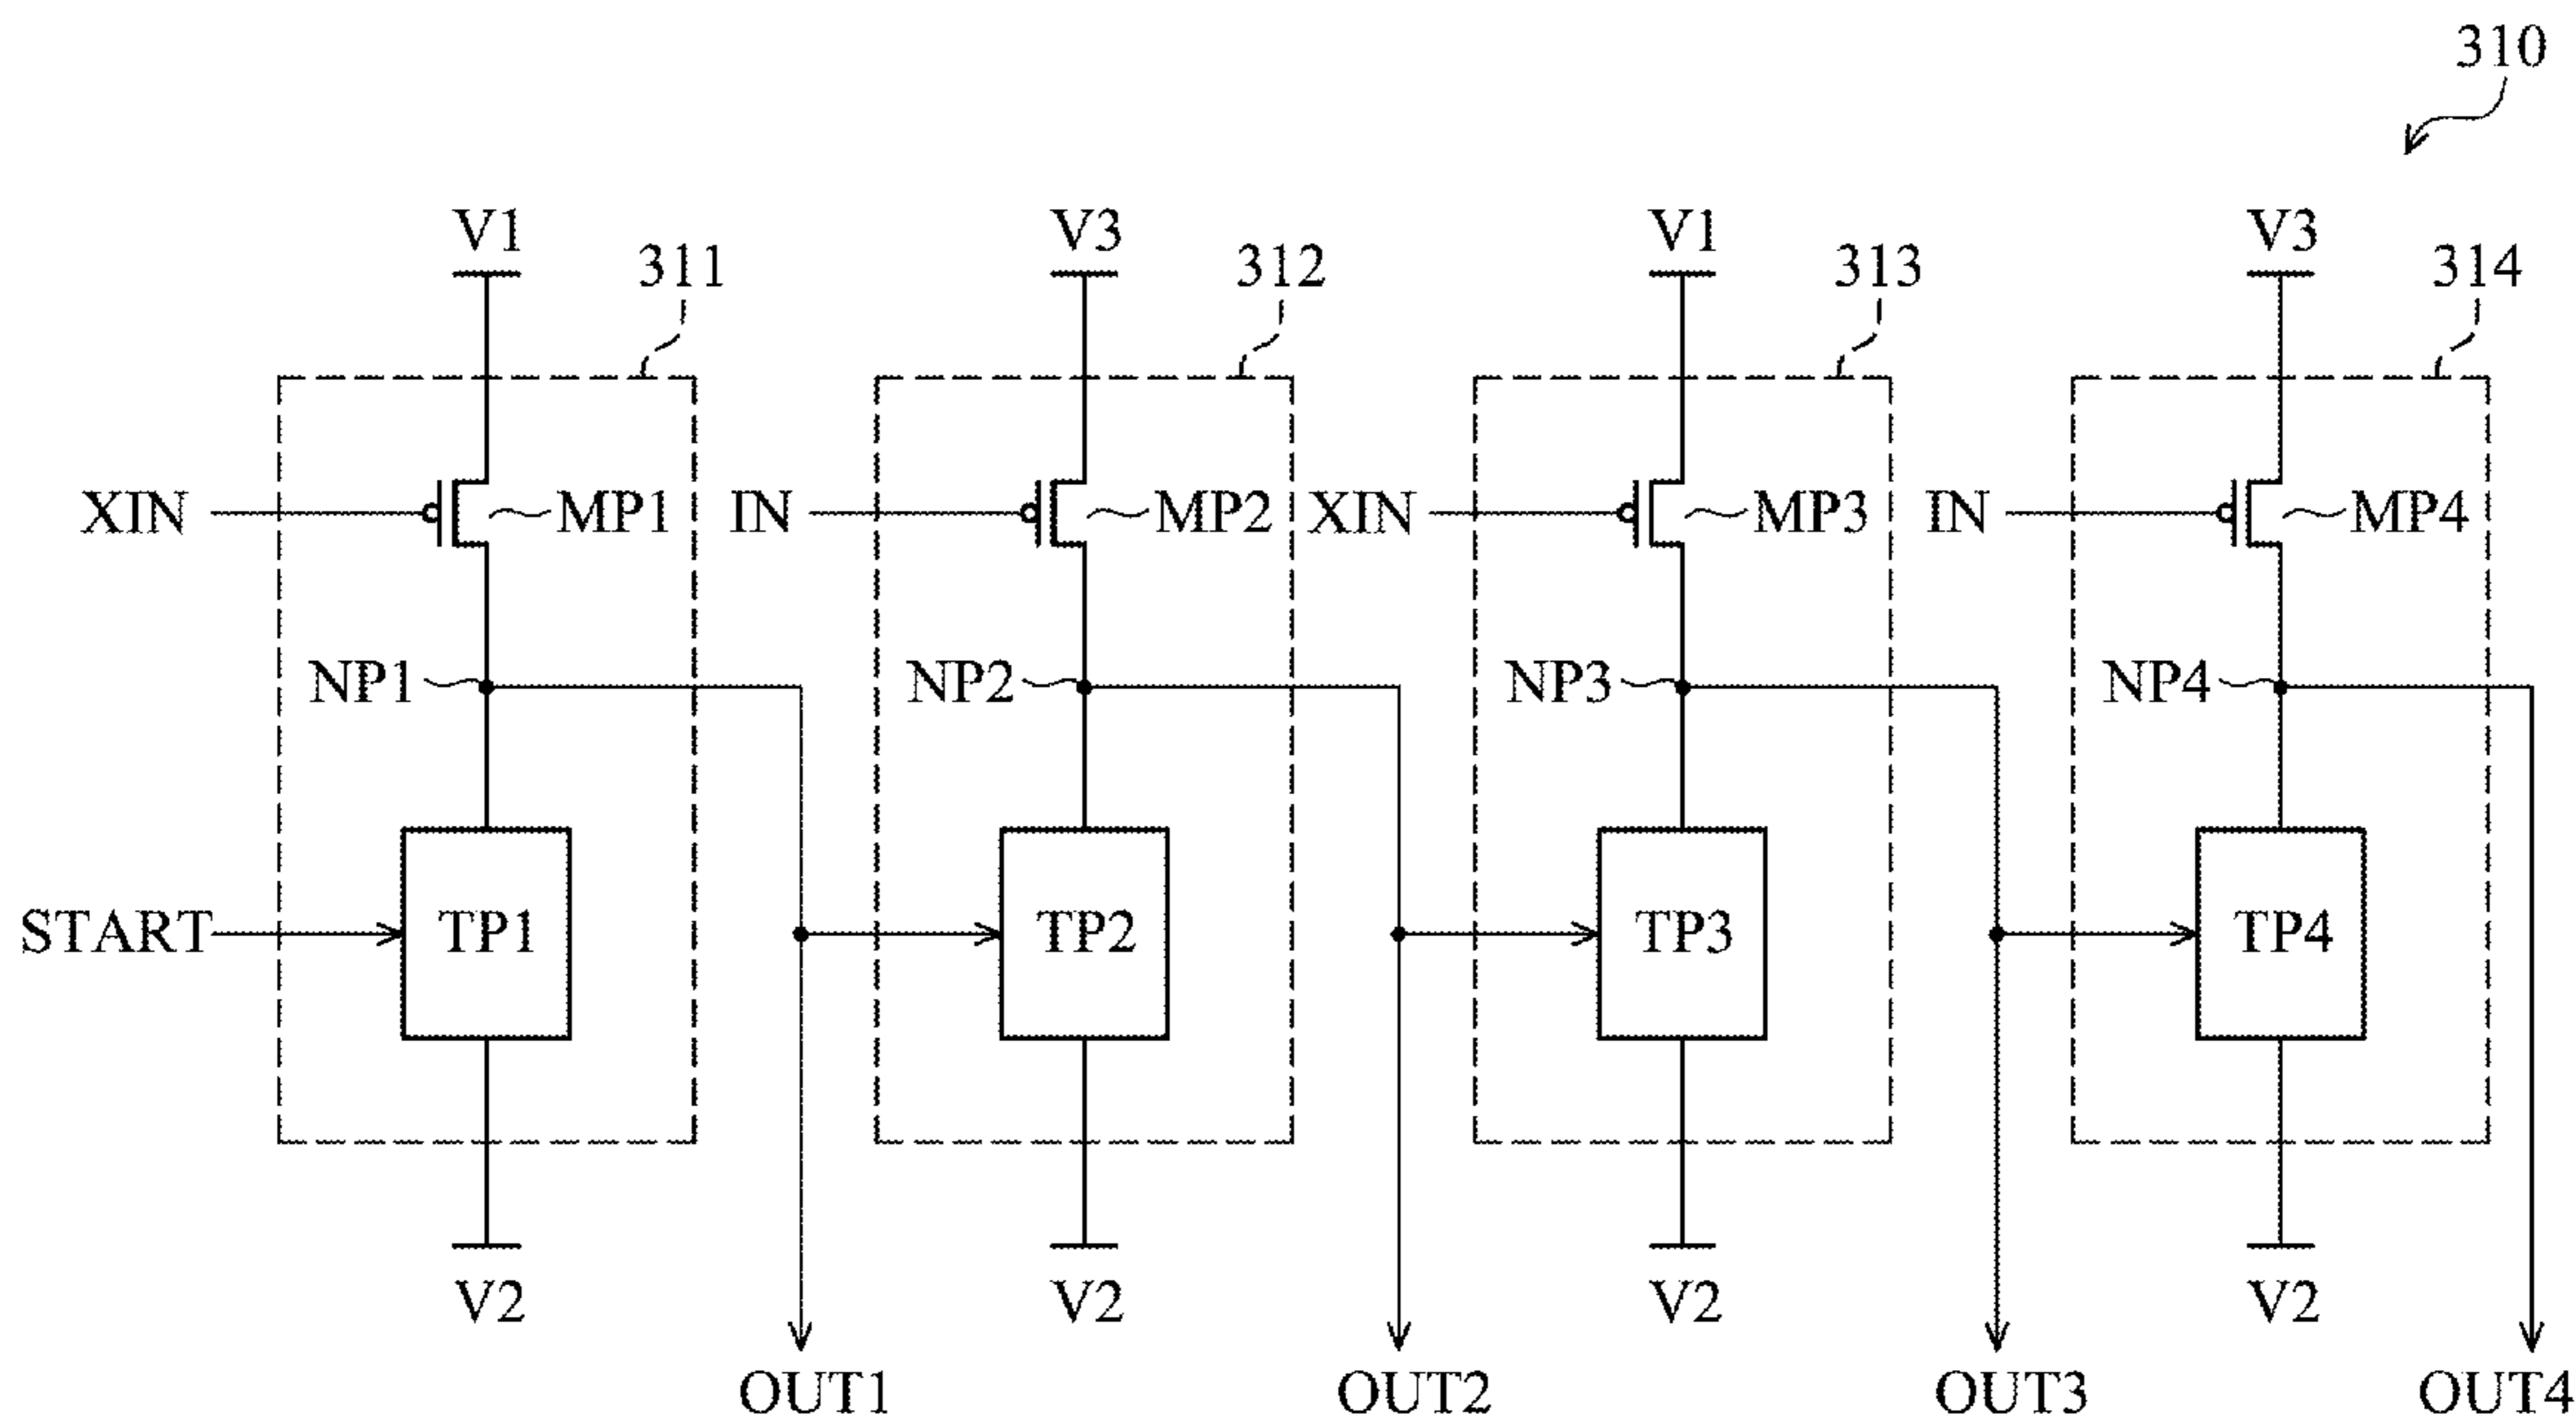 310
V1 V3 V1 V3
311 312 313 314
XIN MP1 IN MP2 XIN MP3 IN MP4
NP1 NP2 NP3 NP4
START TP1 TP2 TP3 TP4
V2 V2 V2 V2
OUT1 OUT2 OUT3 OUT4